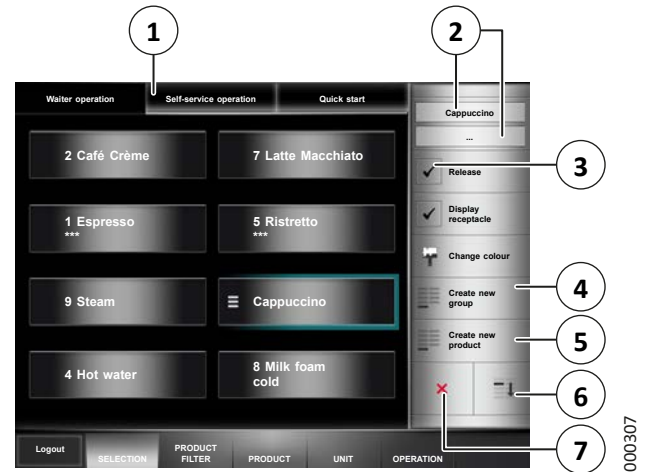 1
2
Waiter operation
Self-service operation
Quick start
Cappuccino
...
2 Café Crème
7 Latte Macchiato
Release
3
1 Espresso
***
5 Ristretto
***
Display
receptacle
Change colour
9 Steam
Cappuccino
Create new
group
4
Create new
product
5
4 Hot water
8 Milk foam
cold
6
7
Logout
SELECTION
PRODUCT
FILTER
PRODUCT
UNIT
OPERATION
000307